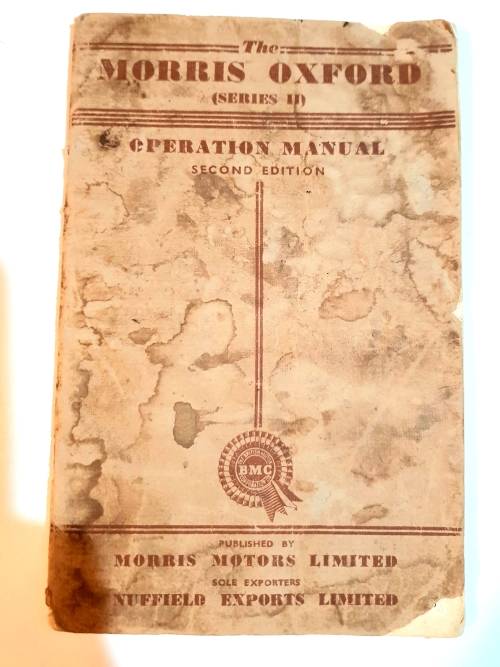 The
MORRIS OXFORD
(SERIES II)
OPERATION MANUAL
SECOND EDITION
BMC
PUBLISHED BY
MORRIS MOTORS LIMITED
SOLE EXPORTERS
NUFFIELD EXPORTS LIMITED